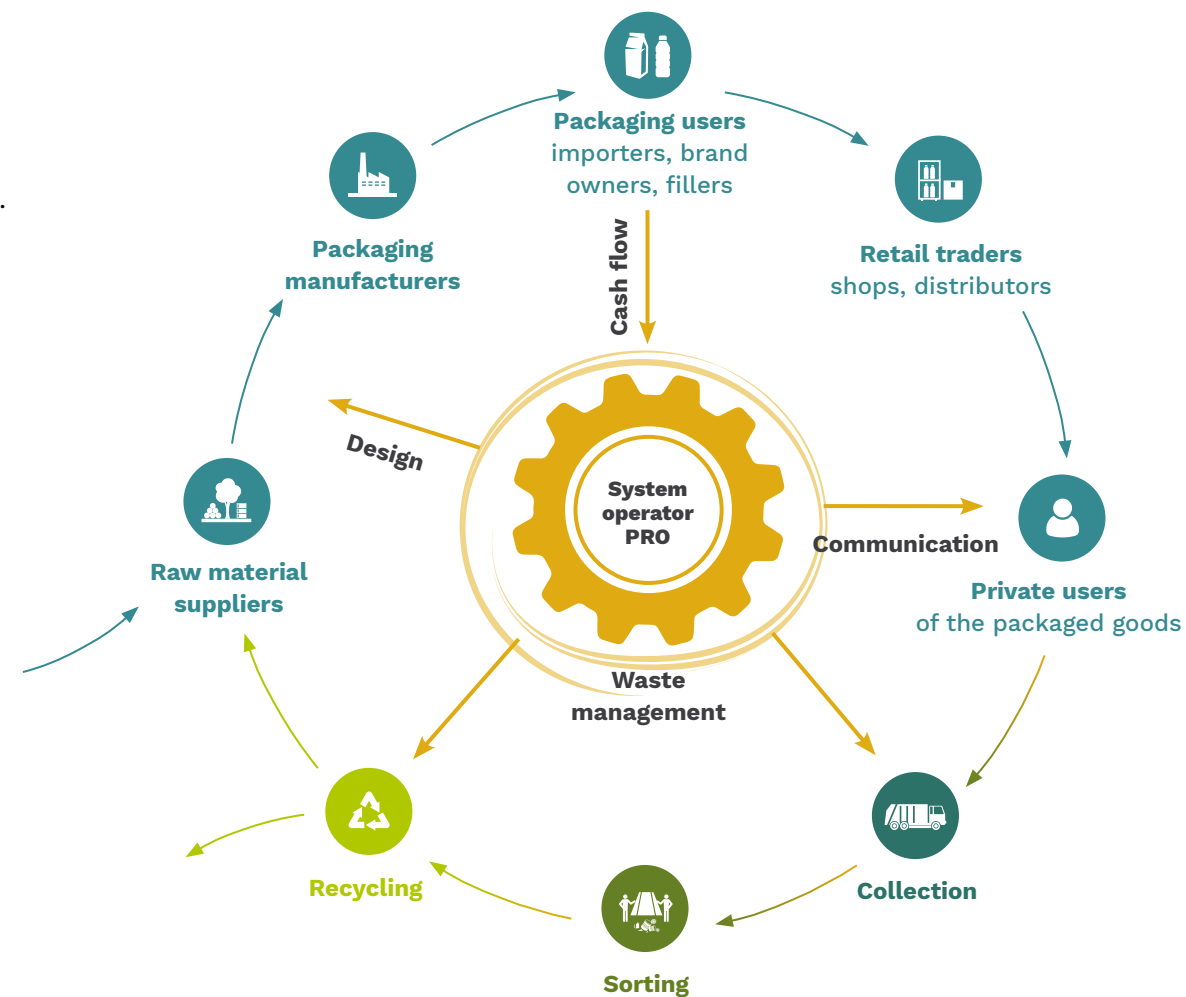 Packaging users
importers, brand
owners, fillers
.
Packaging
manufacturers
Retail traders
shops, distributors
Cash flow
Design
System
operator
PRO
Communication
Raw material
suppliers
Private users
of the packaged goods
Waste
management
Recycling
Collection
Sorting